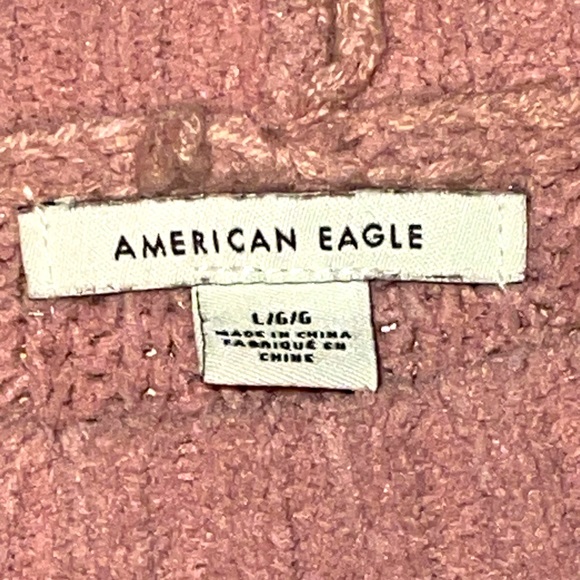 AMERICAN EAGLE
L/G/G
MADE IN CHINA
FABRIQUÉ EN
CHINE